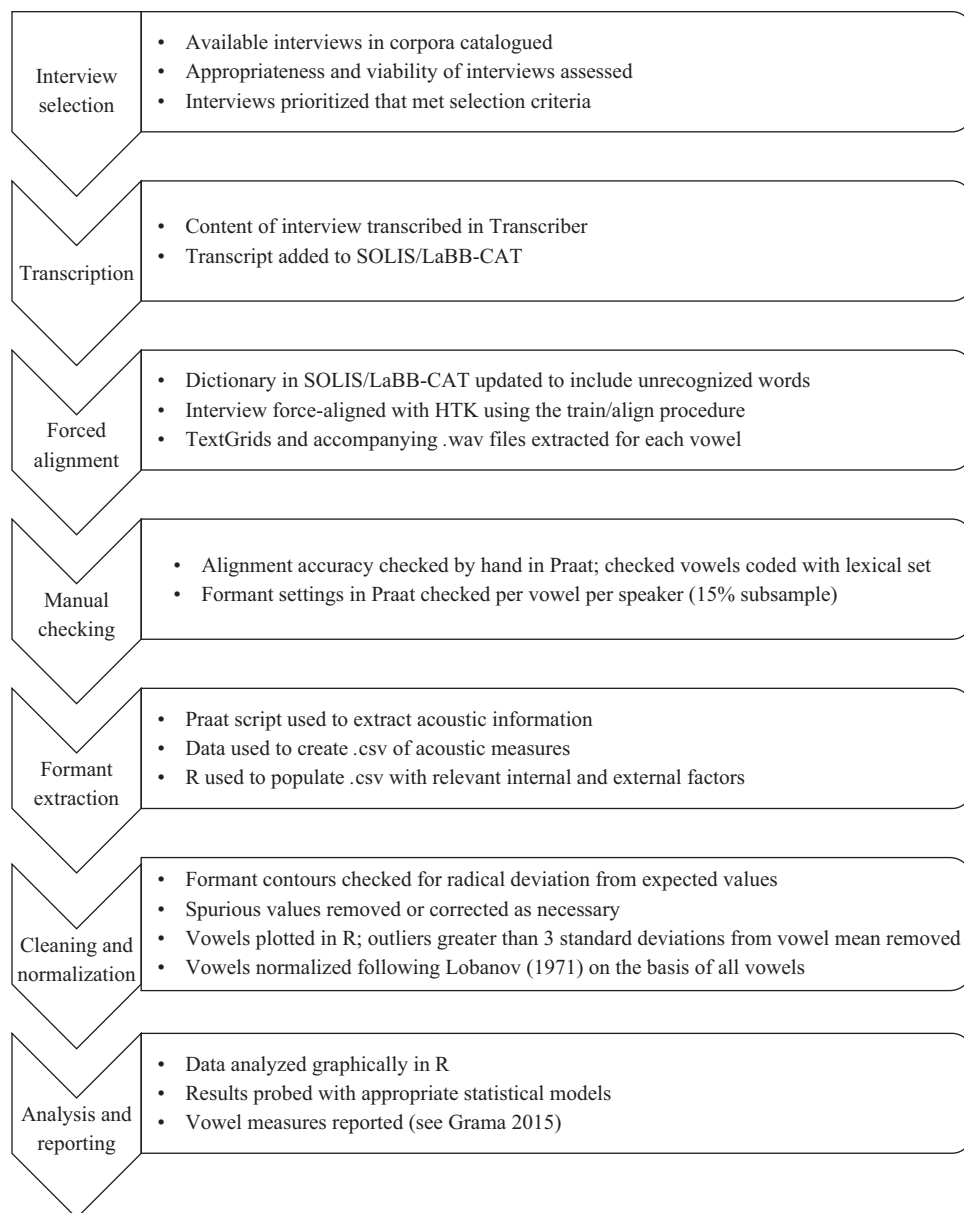 Interview
selection
• Available interviews in corpora catalogued
• Appropriateness and viability of interviews assessed
• Interviews prioritized that met selection criteria
Transcription
• Content of interview transcribed in Transcriber
• Transcript added to SOLIS/LaBB-CAT
Forced
alignment
• Dictionary in SOLIS/LaBB-CAT updated to include unrecognized words
• Interview force-aligned with HTK using the train/align procedure
• TextGrids and accompanying .wav files extracted for each vowel
Manual
checking
• Alignment accuracy checked by hand in Praat; checked vowels coded with lexical set
• Formant settings in Praat checked per vowel per speaker (15% subsample)
Formant
extraction
• Praat script used to extract acoustic information
• Data used to create .csv of acoustic measures
• R used to populate .csv with relevant internal and external factors
Cleaning and
normalization
• Formant contours checked for radical deviation from expected values
• Spurious values removed or corrected as necessary
• Vowels plotted in R; outliers greater than 3 standard deviations from vowel mean removed
• Vowels normalized following Lobanov (1971) on the basis of all vowels
Analysis and
reporting
• Data analyzed graphically in R
• Results probed with appropriate statistical models
• Vowel measures reported (see Grama 2015)